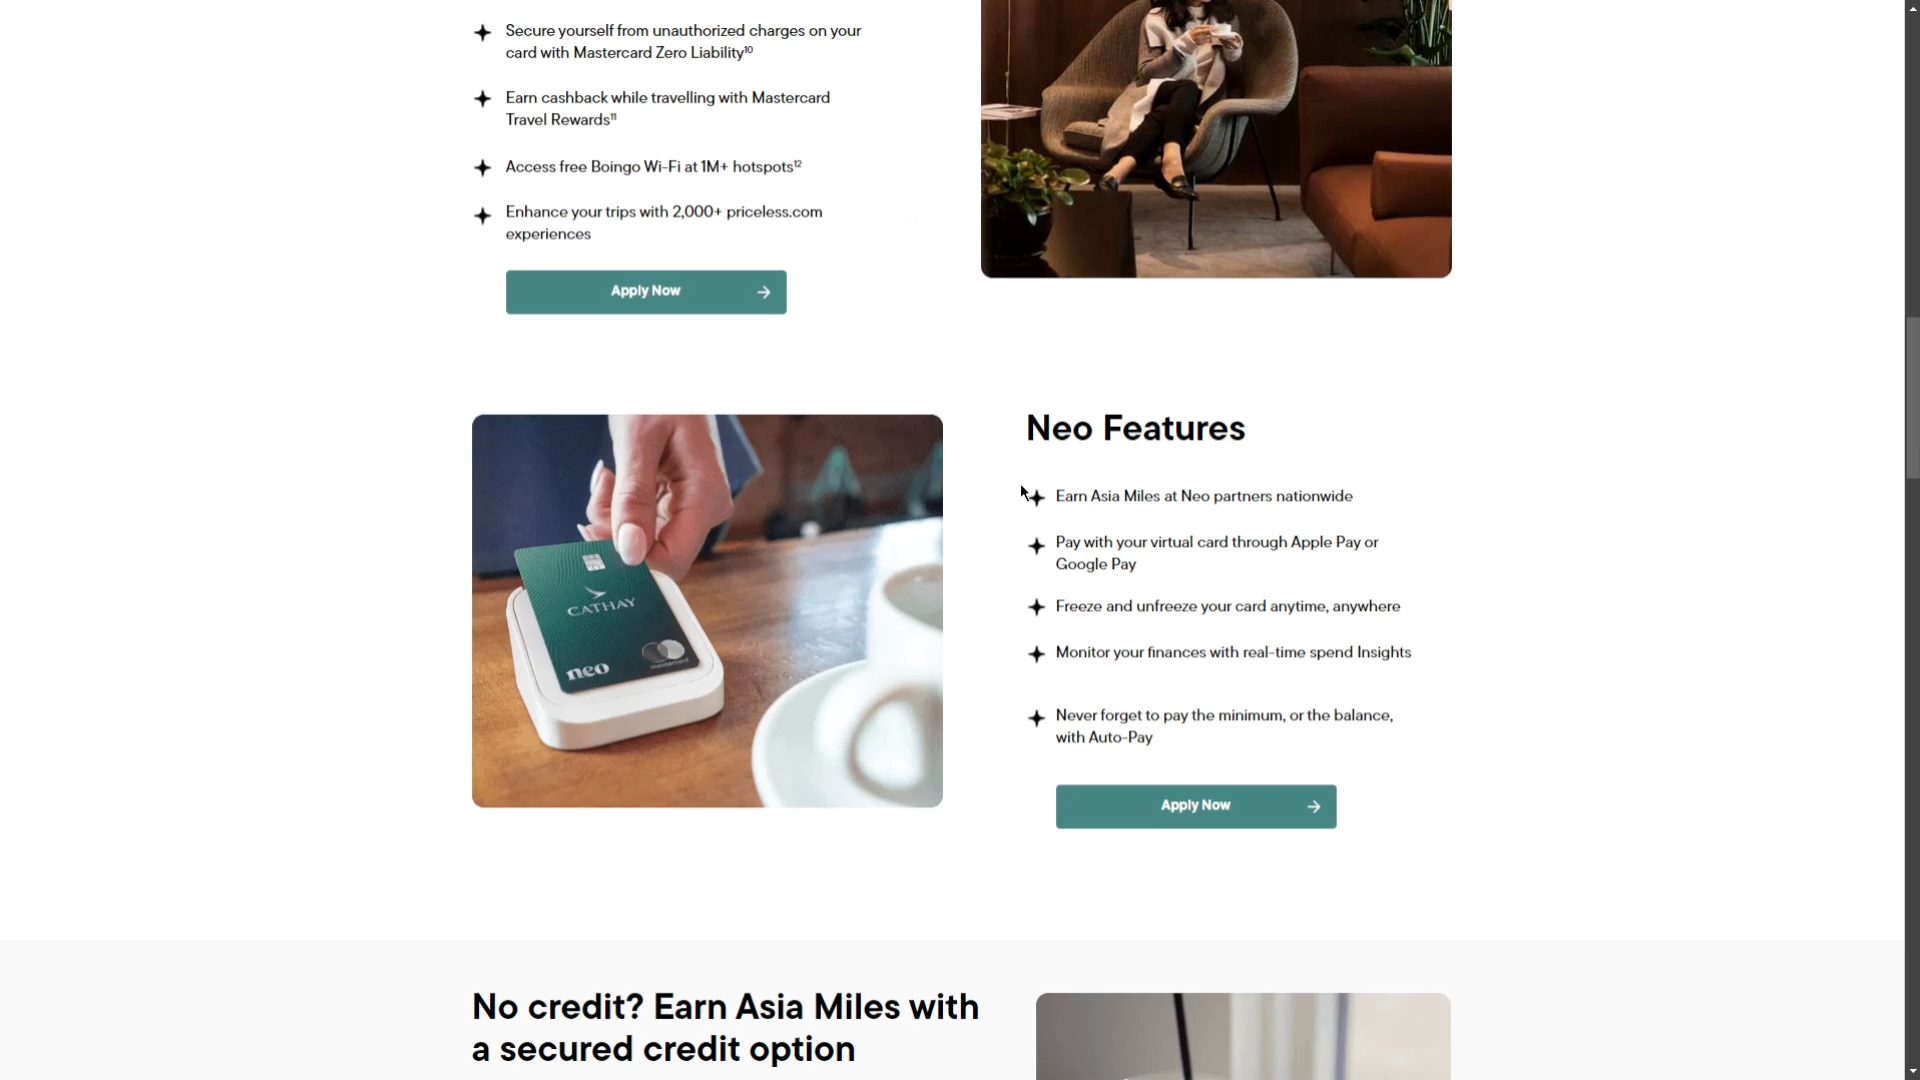 Secure yourself from unauthorized charges on your
card with Mastercard Zero Liability¹⁰
Earn cashback while travelling with Mastercard
Travel Rewards¹¹
Access free Boingo Wi-Fi at 1M+ hotspots¹²
Enhance your trips with 2,000+ priceless.com
experiences
Apply Now
CATHAY
neo
mastercard
Neo Features
Earn Asia Miles at Neo partners nationwide
Pay with your virtual card through Apple Pay or
Google Pay
Freeze and unfreeze your card anytime, anywhere
Monitor your finances with real-time spend Insights
Never forget to pay the minimum, or the balance,
with Auto-Pay
Apply Now
No credit? Earn Asia Miles with
a secured credit option